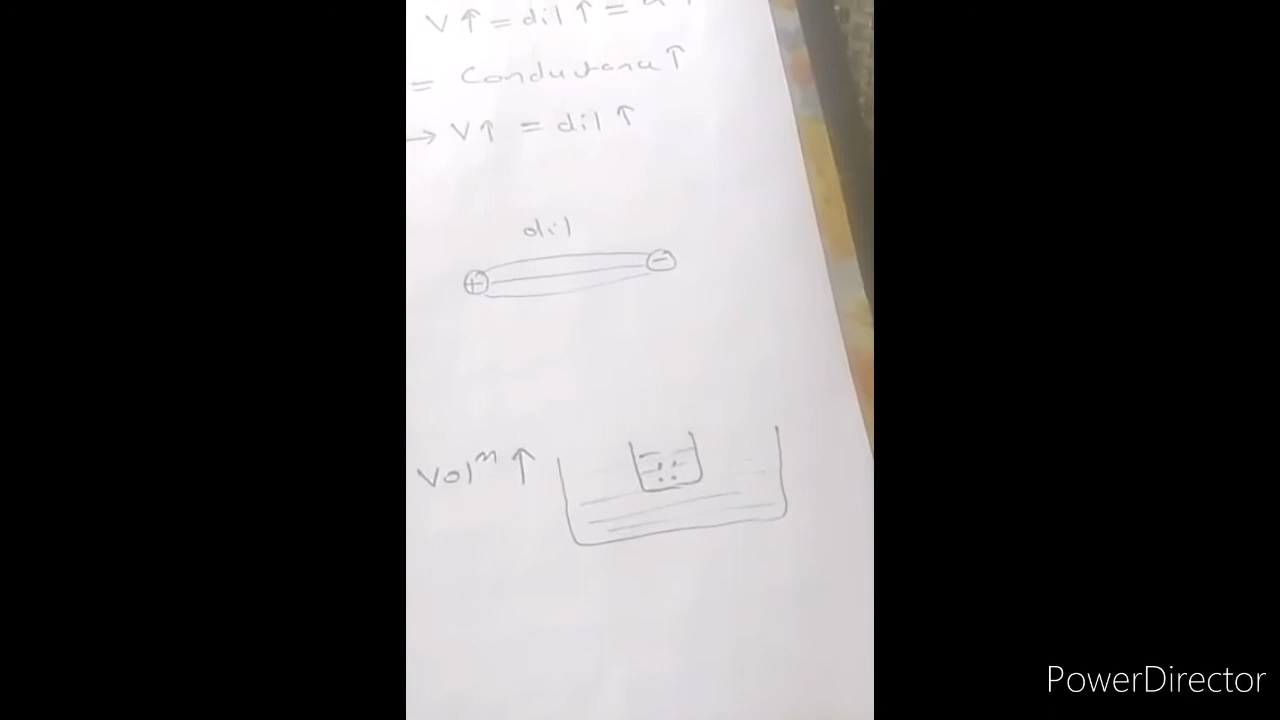 V↑ = dil ↑ =
= Conductance ↑
→ V↑ = dil ↑
dil
+ −
Volᵐ ↑
PowerDirector